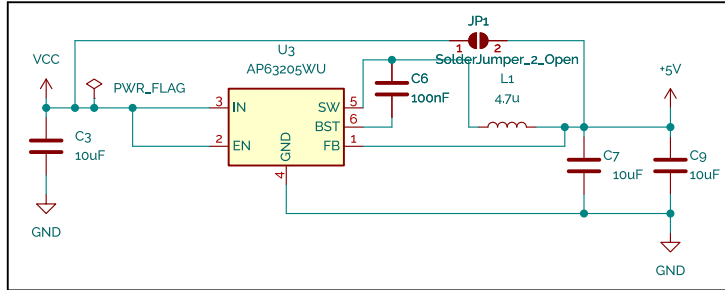 JP1
1 2
SolderJumper_2_Open
VCC
U3
AP63205WU
PWR_FLAG
C6
100nF
L1
4.7u
+5V
3 IN
SW 5
BST 6
2 EN
FB 1
GND
4
C3
10uF
C7
10uF
C9
10uF
GND
GND